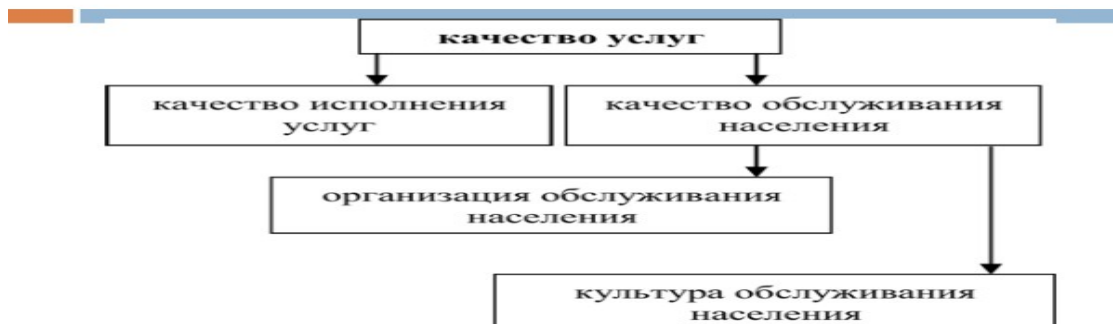 качество услуг
качество исполнения
услуг
качество обслуживания
населения
организация обслуживания
населения
культура обслуживания
населения